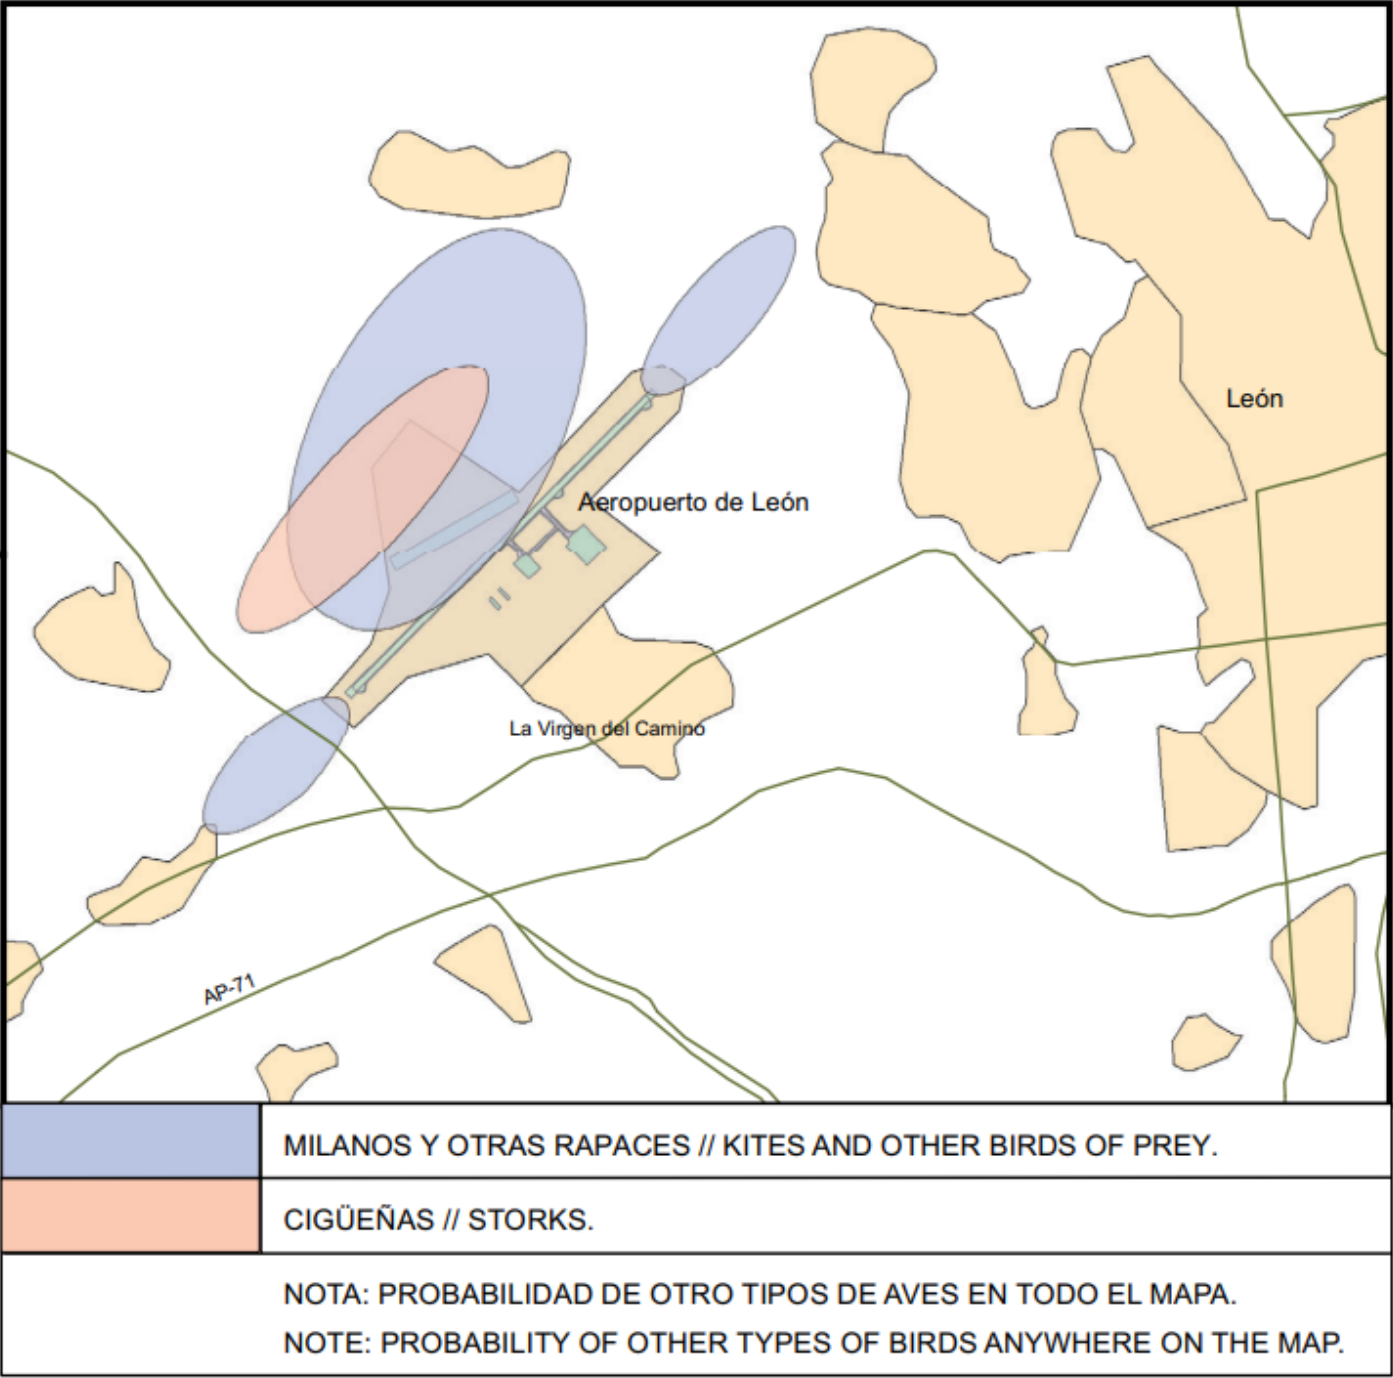 León
Aeropuerto de León
La Virgen del Camino
AP-71
MILANOS Y OTRAS RAPACES // KITES AND OTHER BIRDS OF PREY.
CIGÜEÑAS // STORKS.
NOTA: PROBABILIDAD DE OTRO TIPOS DE AVES EN TODO EL MAPA.
NOTE: PROBABILITY OF OTHER TYPES OF BIRDS ANYWHERE ON THE MAP.